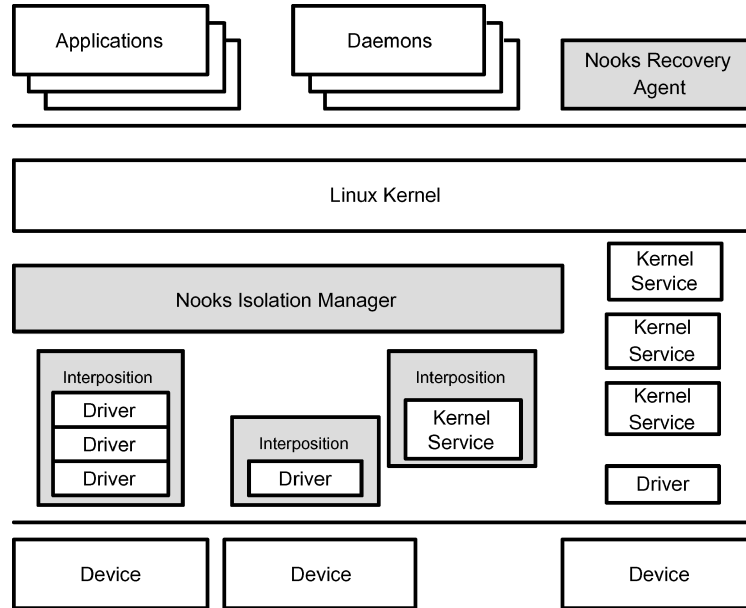 Applications
Daemons
Nooks Recovery
Agent
Linux Kernel
Kernel
Service
Nooks Isolation Manager
Kernel
Service
Interposition
Driver
Driver
Driver
Interposition
Driver
Interposition
Kernel
Service
Kernel
Service
Driver
Device
Device
Device